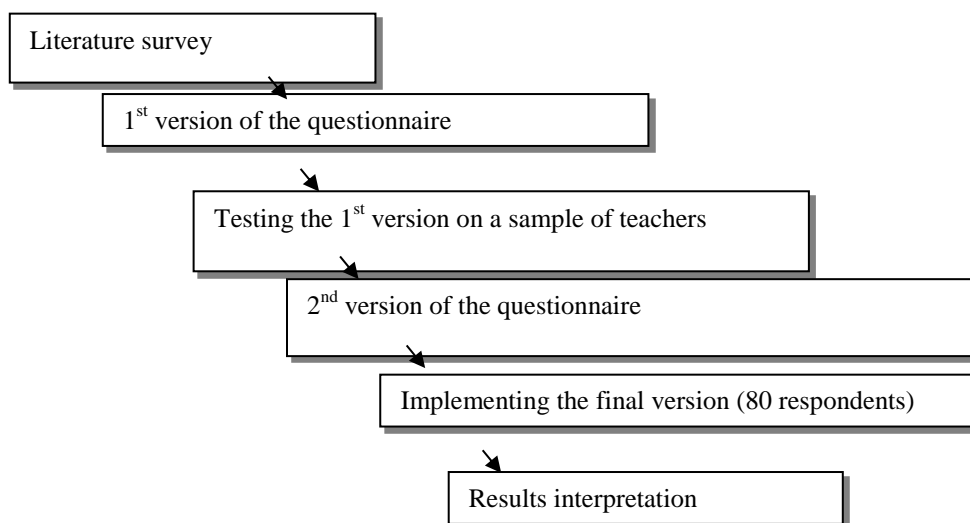 Literature survey
1st version of the questionnaire
Testing the 1st version on a sample of teachers
2nd version of the questionnaire
Implementing the final version (80 respondents)
Results interpretation